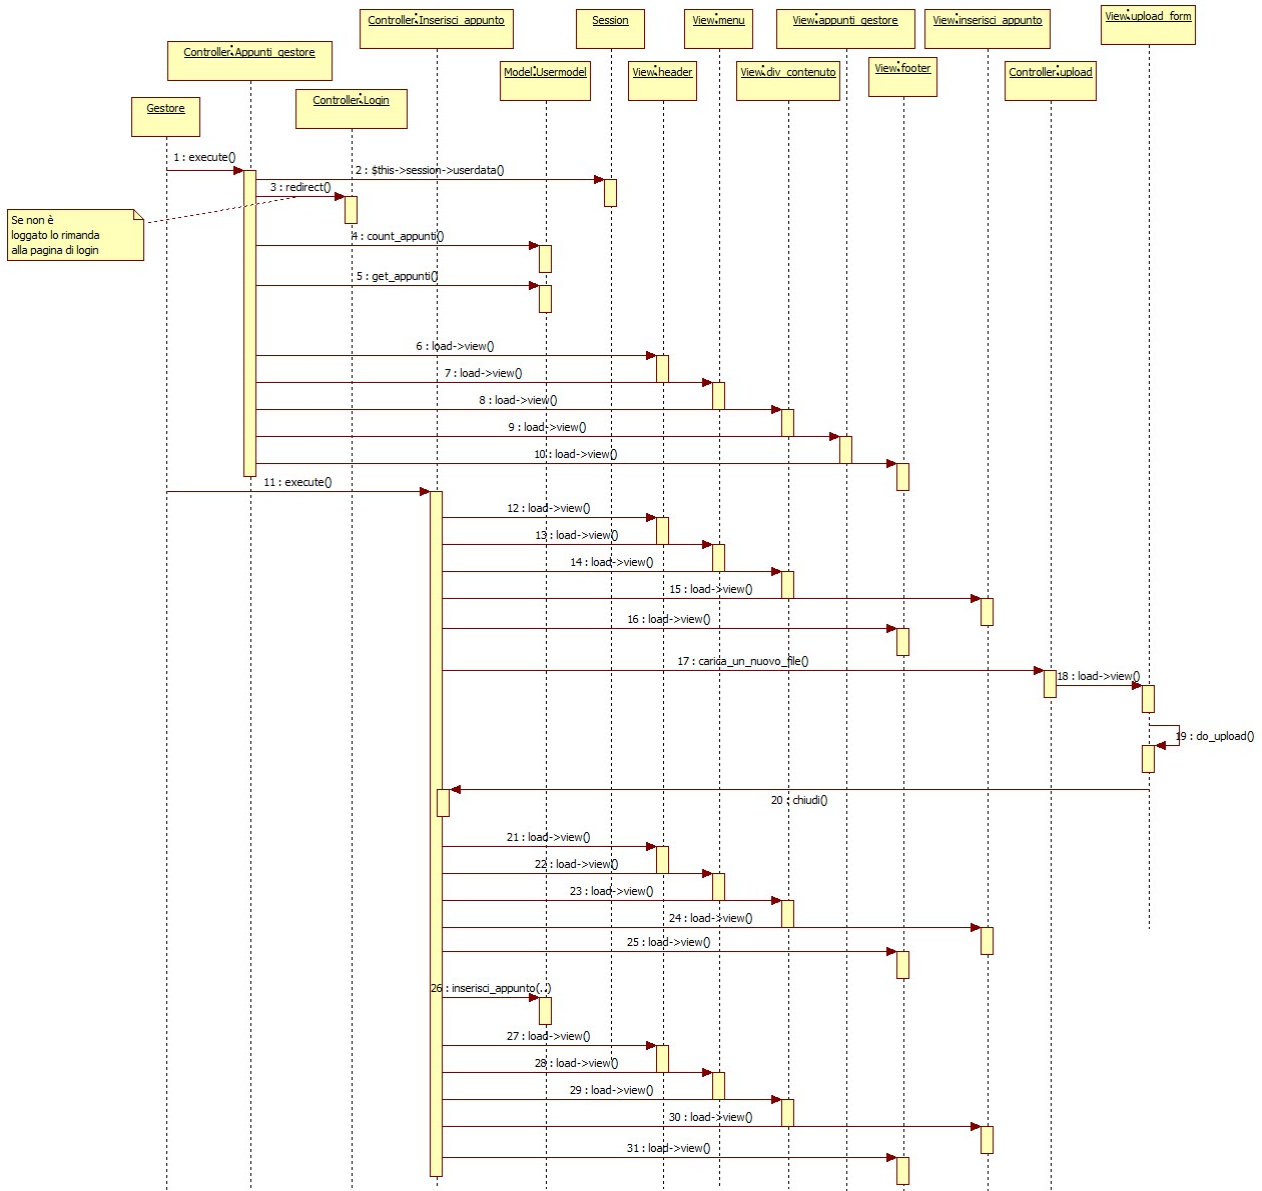 Controller:Inserisci_appunto
Session
View:menu
View:appunti_gestore
View:inserisci_appunto
View:upload_form
Controller:Appunti_gestore
Model:Usermodel
View:header
View:div_contenuto
View:footer
Controller:upload
Gestore
Controller:Login
1 : execute()
2 : $this->session->userdata()
3 : redirect()
Se non è
loggato lo rimanda
alla pagina di login
4 : count_appunti()
5 : get_appunti()
6 : load->view()
7 : load->view()
8 : load->view()
9 : load->view()
10 : load->view()
11 : execute()
12 : load->view()
13 : load->view()
14 : load->view()
15 : load->view()
16 : load->view()
17 : carica_un_nuovo_file()
18 : load->view()
19 : do_upload()
20 : chiudi()
21 : load->view()
22 : load->view()
23 : load->view()
24 : load->view()
25 : load->view()
26 : inserisci_appunto(..)
27 : load->view()
28 : load->view()
29 : load->view()
30 : load->view()
31 : load->view()